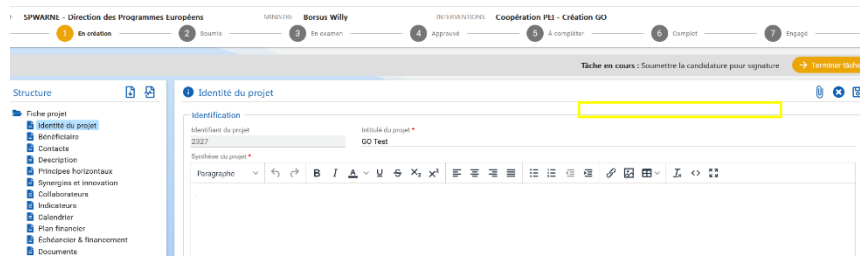 SPWARNE - Direction des Programmes Européens MINISTRE Borsus Willy INTERVENTIONS Coopération PEI - Création GO
1 En création 2 Soumis 3 En examen 4 Approuvé 5 À compléter 6 Complet 7 Engagé
Tâche en cours : Soumettre la candidature pour signature → Terminer tâche
Structure
Identité du projet
Fiche projet
Identité du projet
Bénéficiaire
Contacts
Description
Principes horizontaux
Synergies et innovation
Collaborateurs
Indicateurs
Calendrier
Plan financier
Échéancier & financement
Documents
Identification
Identifiant du projet Intitulé du projet *
2327 GO Test
Synthèse du projet *
Paragraphe B I A U S X₂ X²